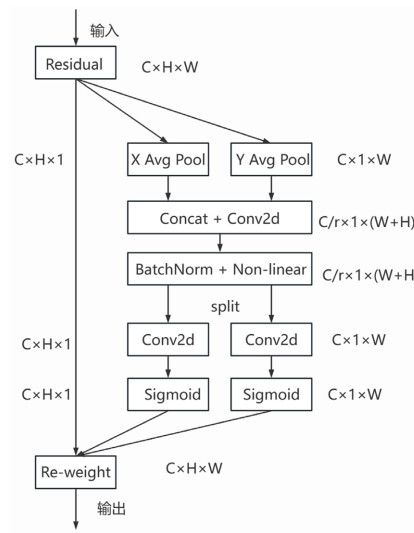 输入
Residual
C×H×W
C×H×1
X Avg Pool
Y Avg Pool
C×1×W
Concat + Conv2d
C/r×1×(W+H)
BatchNorm + Non-linear
C/r×1×(W+H
split
C×H×1
Conv2d
Conv2d
C×1×W
C×H×1
Sigmoid
Sigmoid
C×1×W
Re-weight
C×H×W
输出